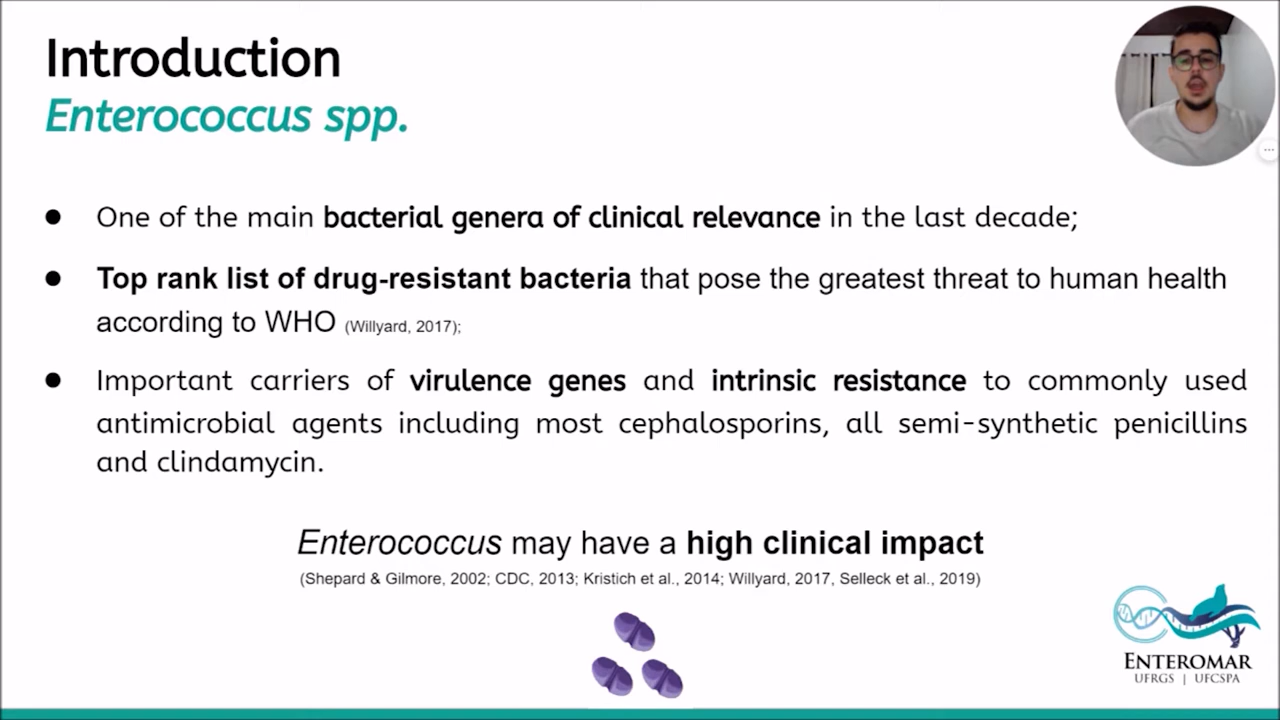 Introduction
Enterococcus spp.
● One of the main bacterial genera of clinical relevance in the last decade;
● Top rank list of drug-resistant bacteria that pose the greatest threat to human health
according to WHO (Willyard, 2017);
● Important carriers of virulence genes and intrinsic resistance to commonly used
antimicrobial agents including most cephalosporins, all semi-synthetic penicillins
and clindamycin.
Enterococcus may have a high clinical impact
(Shepard & Gilmore, 2002; CDC, 2013; Kristich et al., 2014; Willyard, 2017, Selleck et al., 2019)
ENTEROMAR
UFRGS | UFCSPA